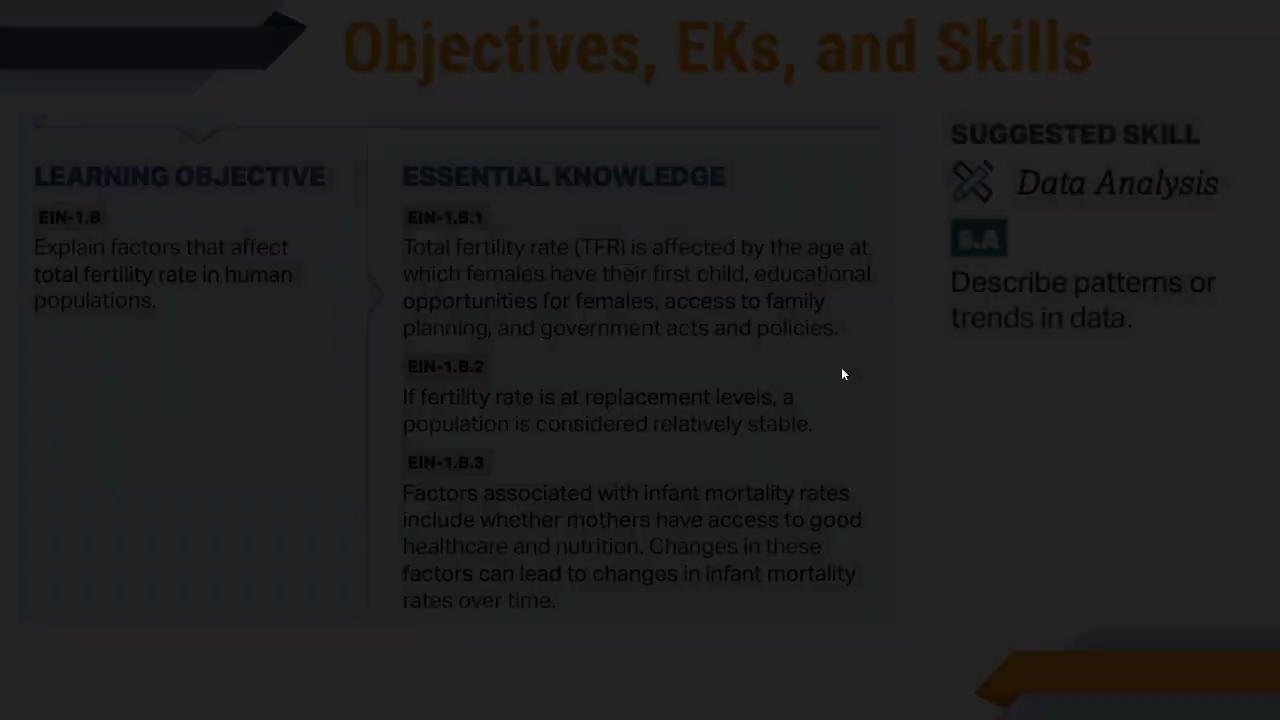 Objectives, EKs, and Skills
LEARNING OBJECTIVE
EIN-1.B
Explain factors that affect
total fertility rate in human
populations.
ESSENTIAL KNOWLEDGE
EIN-1.B.1
Total fertility rate (TFR) is affected by the age at
which females have their first child, educational
opportunities for females, access to family
planning, and government acts and policies.
EIN-1.B.2
If fertility rate is at replacement levels, a
population is considered relatively stable.
EIN-1.B.3
Factors associated with infant mortality rates
include whether mothers have access to good
healthcare and nutrition. Changes in these
factors can lead to changes in infant mortality
rates over time.
SUGGESTED SKILL
Data Analysis
5.A
Describe patterns or
trends in data.